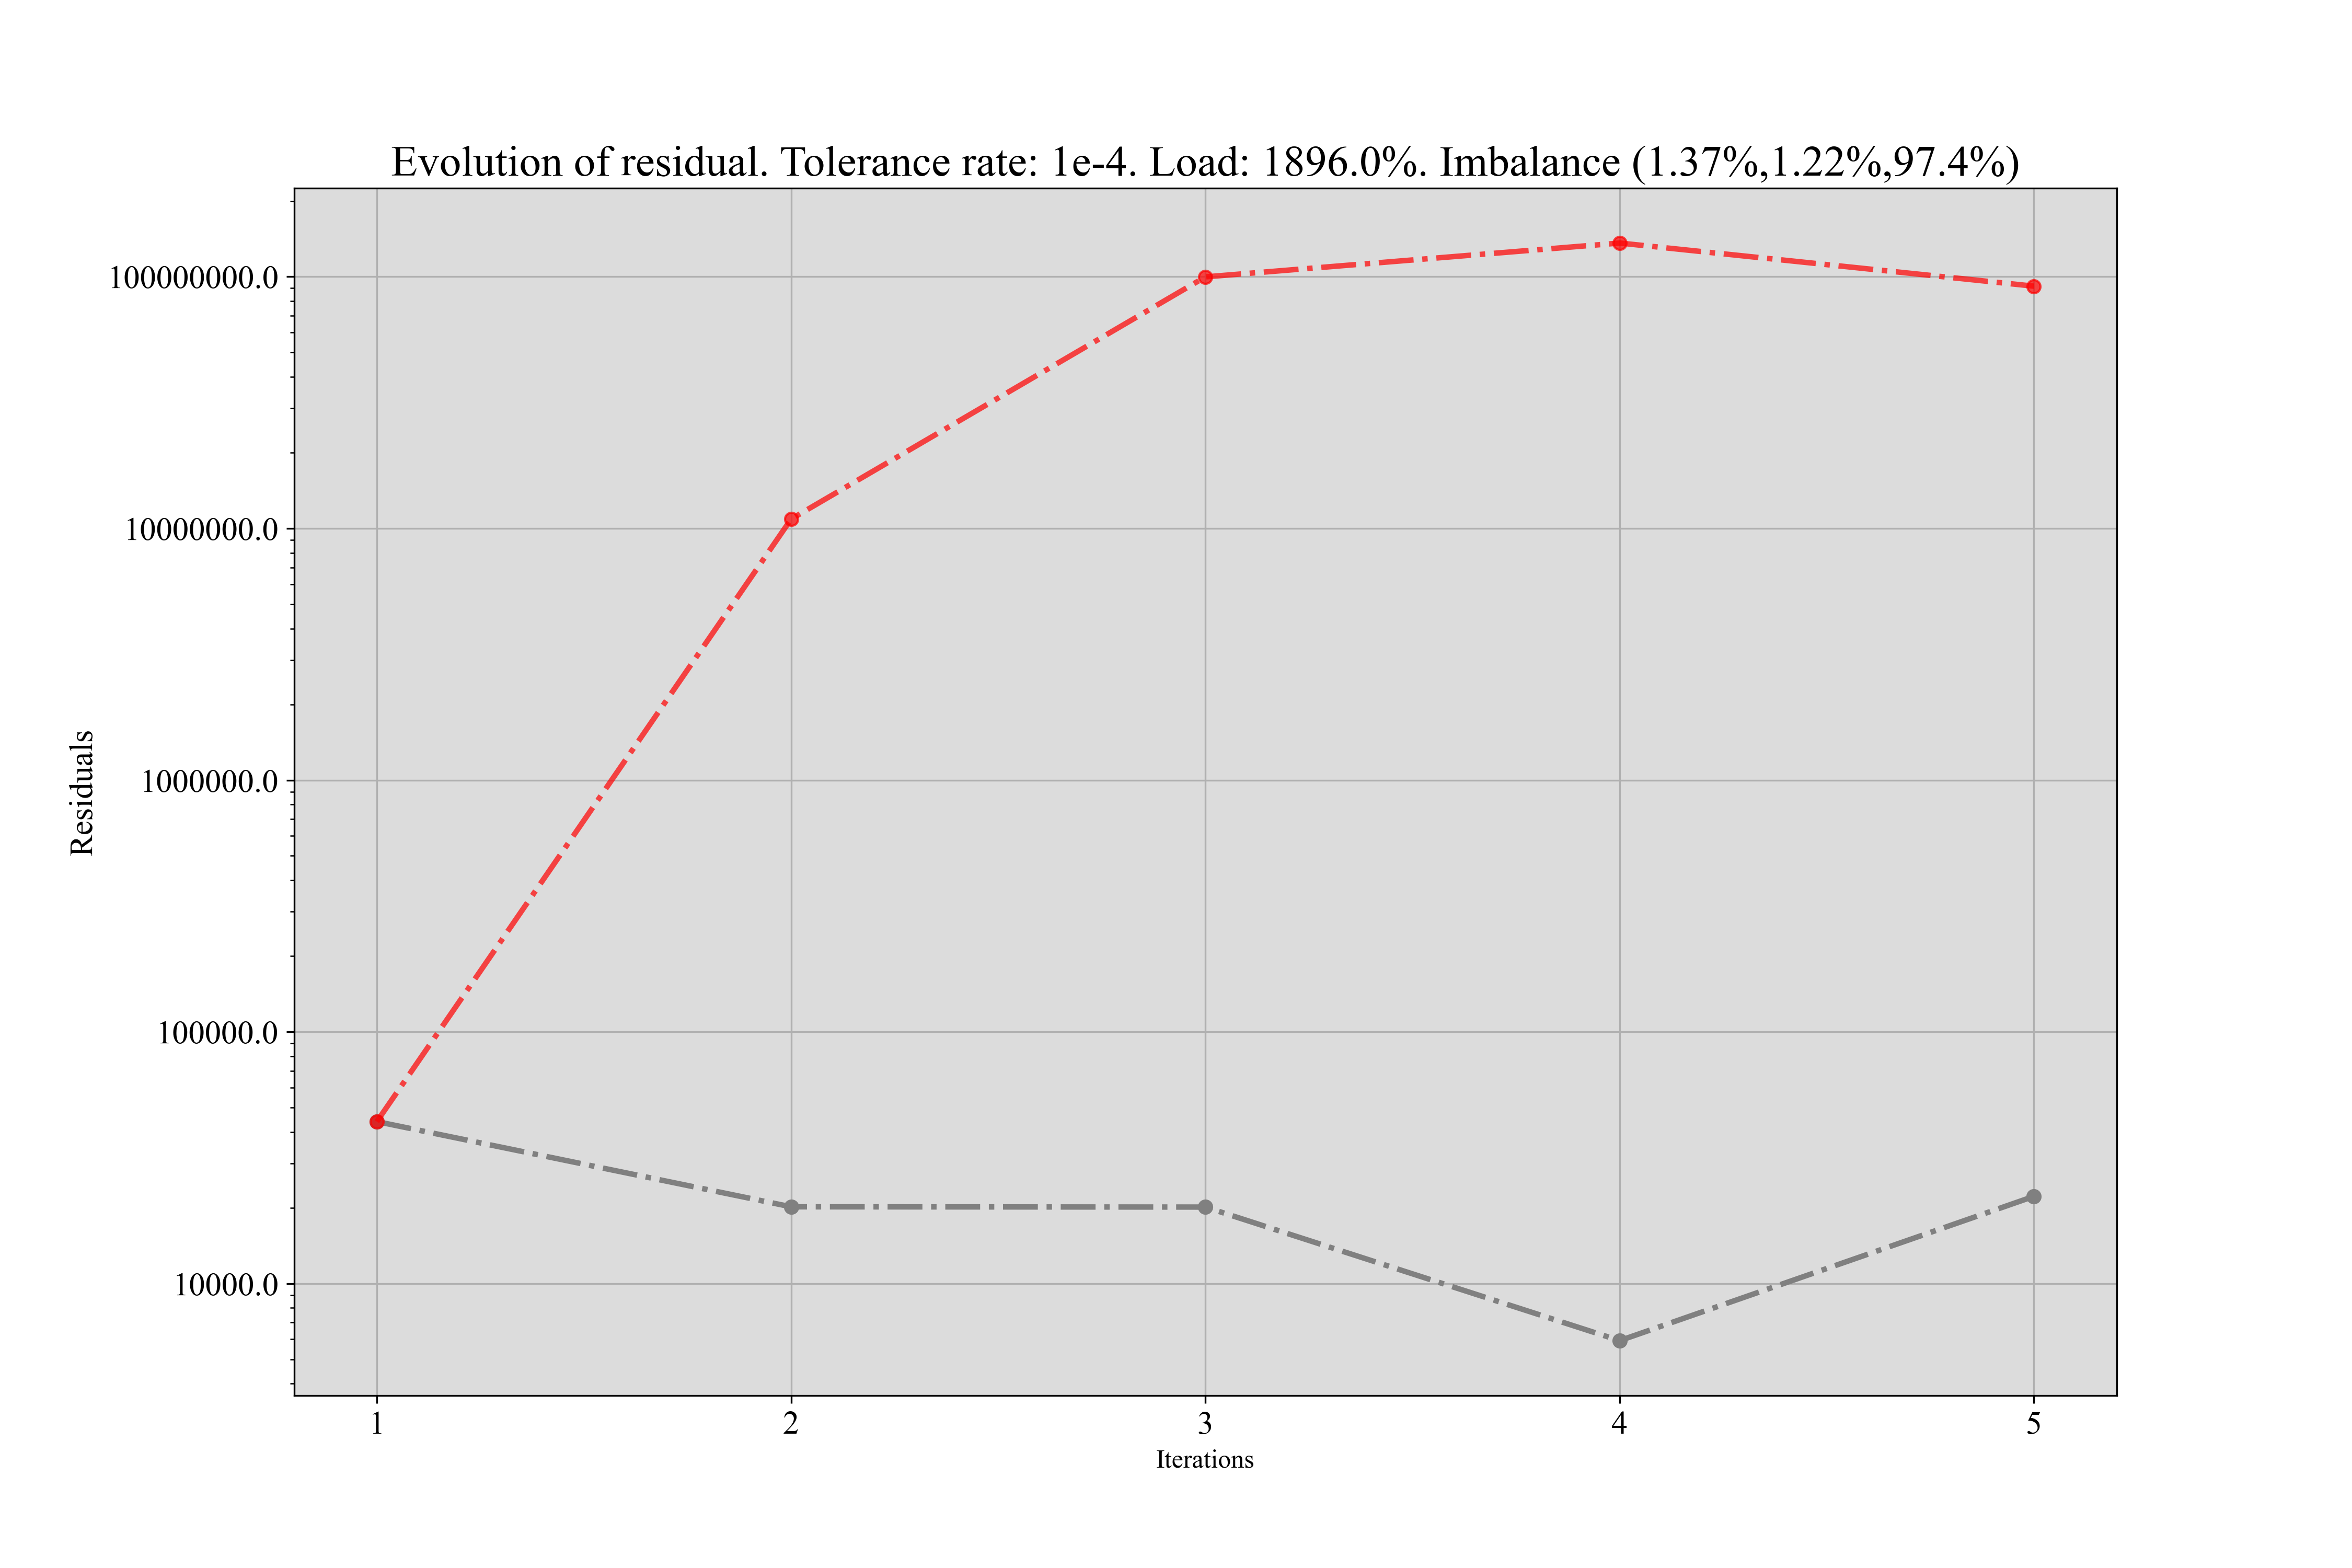 Evolution of residual. Tolerance rate: 1e-4. Load: 1896.0%. Imbalance (1.37%,1.22%,97.4%)
100000000.0
10000000.0
1000000.0
100000.0
10000.0
Residuals
1 2 3 4 5
Iterations